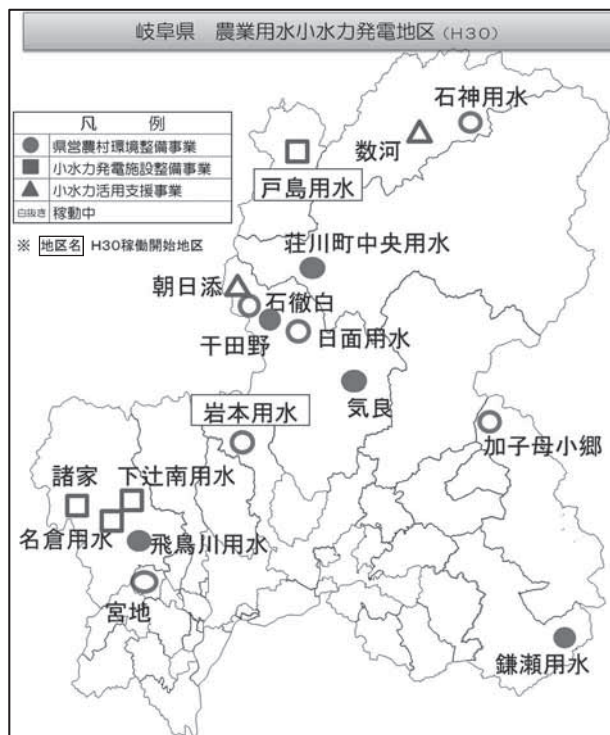 岐阜県 農業用水小水力発電地区（H30）
凡 例
県営農村環境整備事業
小水力発電施設整備事業
小水力活用支援事業
白抜き 稼動中
※ 地区名 H30稼働開始地区
石神用水
数河
戸島用水
荘川町中央用水
朝日添
石徹白
干田野
日面用水
気良
岩本用水
加子母小郷
諸家
下辻南用水
名倉用水
飛鳥川用水
宮地
鎌瀬用水